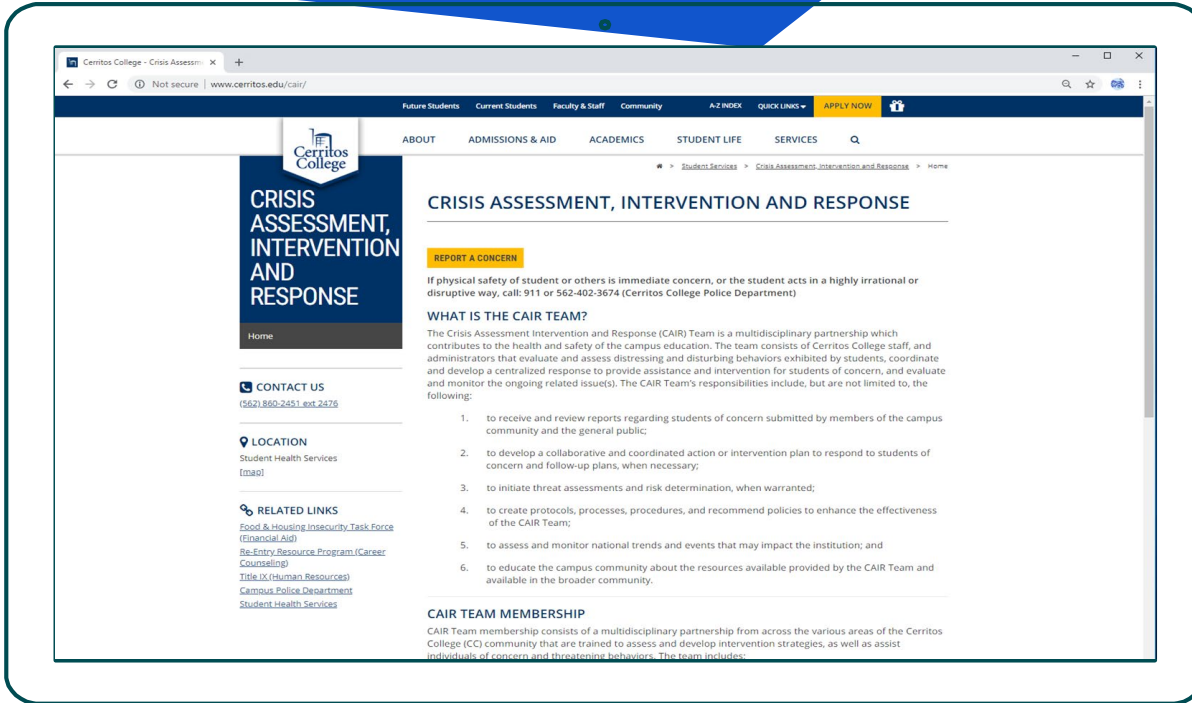 Cerritos College - Crisis Assessm
Not secure | www.cerritos.edu/cair/
Future Students Current Students Faculty & Staff Community A-Z INDEX QUICK LINKS APPLY NOW
Cerritos
College
ABOUT ADMISSIONS & AID ACADEMICS STUDENT LIFE SERVICES
> Student Services > Crisis Assessment, Intervention and Response > Home
CRISIS
ASSESSMENT,
INTERVENTION
AND
RESPONSE
Home
CONTACT US
(562) 860-2451 ext 2476
LOCATION
Student Health Services
[map]
RELATED LINKS
Food & Housing Insecurity Task Force
(Financial Aid)
Re-Entry Resource Program (Career
Counseling)
Title IX (Human Resources)
Campus Police Department
Student Health Services
CRISIS ASSESSMENT, INTERVENTION AND RESPONSE
REPORT A CONCERN
If physical safety of student or others is immediate concern, or the student acts in a highly irrational or
disruptive way, call: 911 or 562-402-3674 (Cerritos College Police Department)
WHAT IS THE CAIR TEAM?
The Crisis Assessment Intervention and Response (CAIR) Team is a multidisciplinary partnership which
contributes to the health and safety of the campus education. The team consists of Cerritos College staff, and
administrators that evaluate and assess distressing and disturbing behaviors exhibited by students, coordinate
and develop a centralized response to provide assistance and intervention for students of concern, and evaluate
and monitor the ongoing related issue(s). The CAIR Team's responsibilities include, but are not limited to, the
following:
1. to receive and review reports regarding students of concern submitted by members of the campus
community and the general public;
2. to develop a collaborative and coordinated action or intervention plan to respond to students of
concern and follow-up plans, when necessary;
3. to initiate threat assessments and risk determination, when warranted;
4. to create protocols, processes, procedures, and recommend policies to enhance the effectiveness
of the CAIR Team;
5. to assess and monitor national trends and events that may impact the institution; and
6. to educate the campus community about the resources available provided by the CAIR Team and
available in the broader community.
CAIR TEAM MEMBERSHIP
CAIR Team membership consists of a multidisciplinary partnership from across the various areas of the Cerritos
College (CC) community that are trained to assess and develop intervention strategies, as well as assist
individuals of concern and threatening behaviors. The team includes: